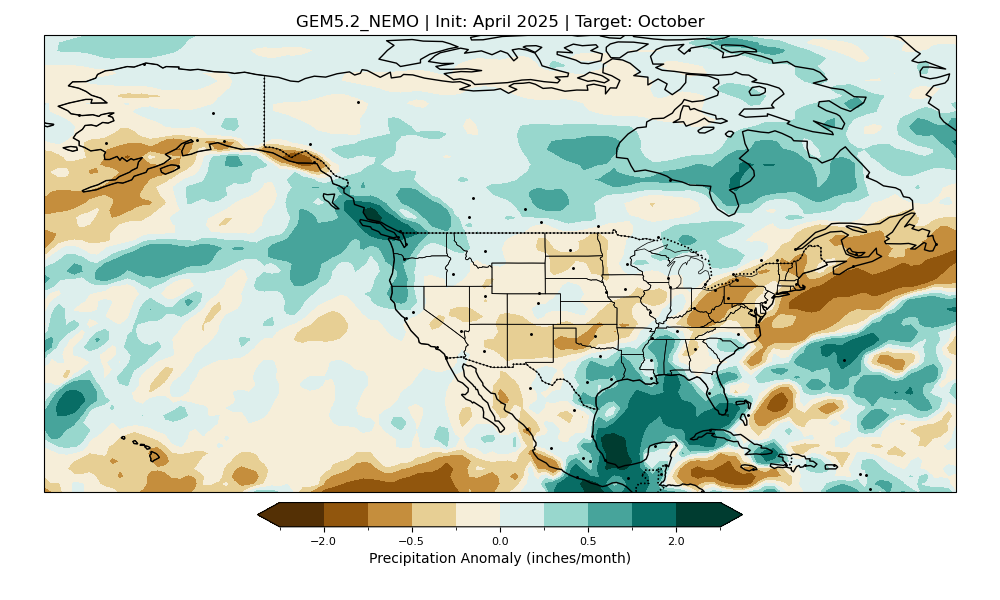 GEM5.2_NEMO | Init: April 2025 | Target: October
−2.0 −0.5 0.0 0.5 2.0
Precipitation Anomaly (inches/month)